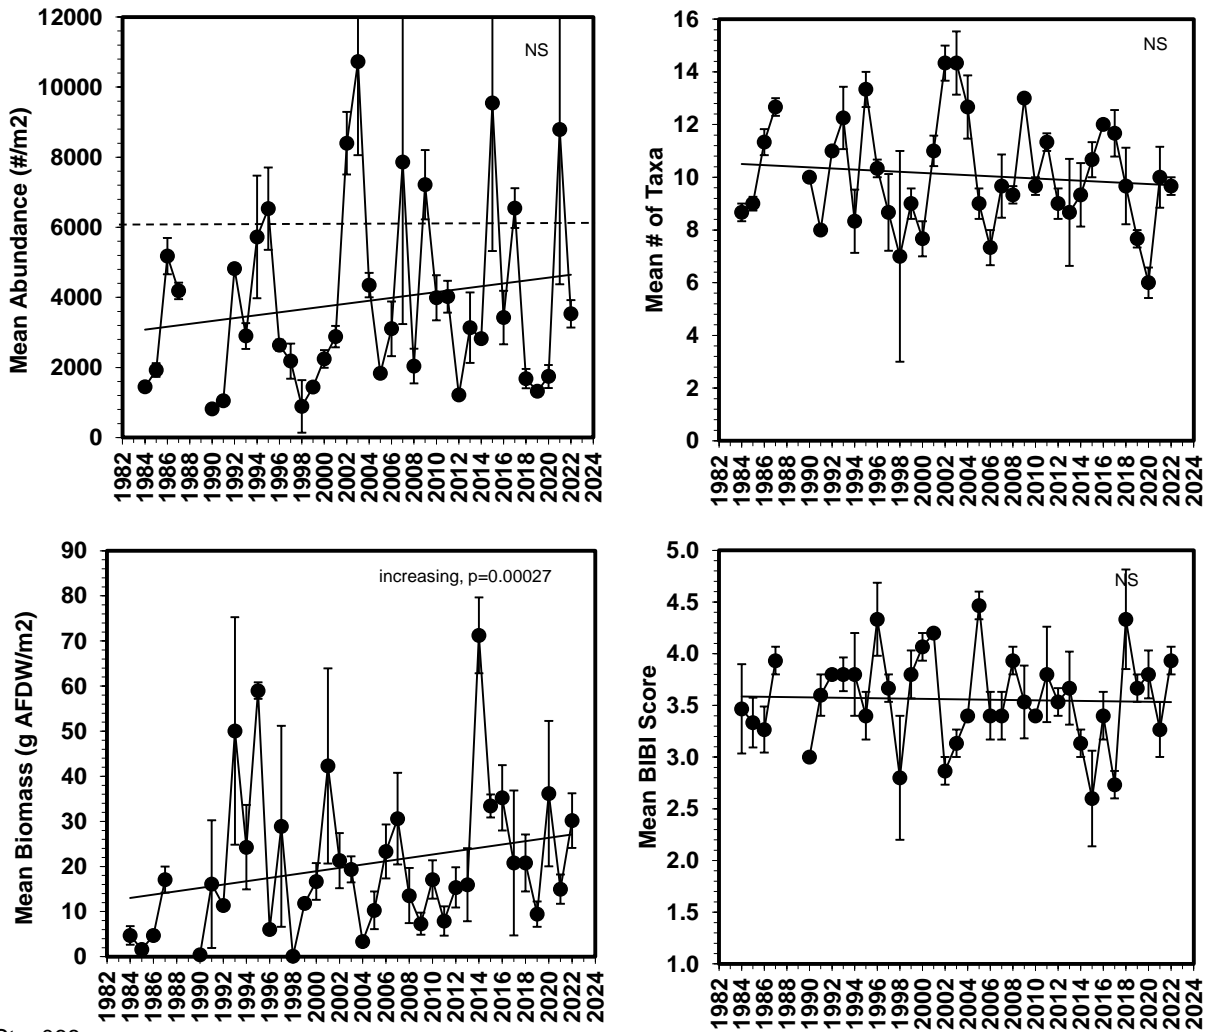 Mean Abundance (#/m2)
12000
10000
8000
6000
4000
2000
0
NS
1982 1984 1986 1988 1990 1992 1994 1996 1998 2000 2002 2004 2006 2008 2010 2012 2014 2016 2018 2020 2022 2024
Mean # of Taxa
16
14
12
10
8
6
4
2
0
NS
1982 1984 1986 1988 1990 1992 1994 1996 1998 2000 2002 2004 2006 2008 2010 2012 2014 2016 2018 2020 2022 2024
Mean Biomass (g AFDW/m2)
90
80
70
60
50
40
30
20
10
0
increasing, p=0.00027
1982 1984 1986 1988 1990 1992 1994 1996 1998 2000 2002 2004 2006 2008 2010 2012 2014 2016 2018 2020 2022 2024
Mean BIBI Score
5.0
4.5
4.0
3.5
3.0
2.5
2.0
1.5
1.0
NS
1982 1984 1986 1988 1990 1992 1994 1996 1998 2000 2002 2004 2006 2008 2010 2012 2014 2016 2018 2020 2022 2024